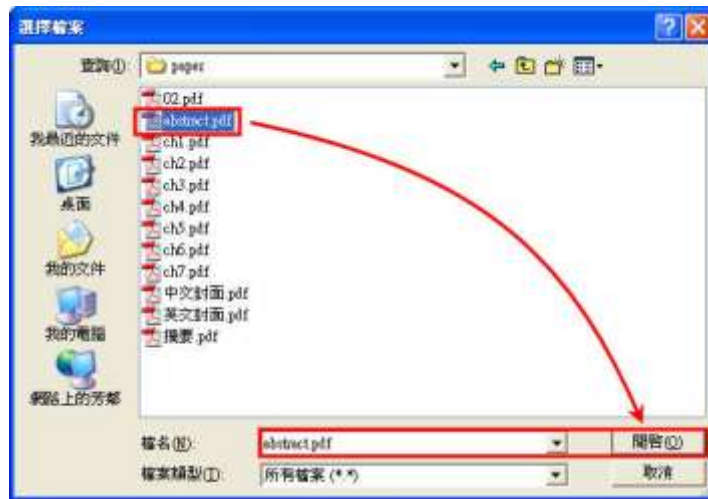 選擇檔案
查詢(I): paper
我最近的文件
桌面
我的文件
我的電腦
網路上的芳鄰
02.pdf
abstract.pdf
ch1.pdf
ch2.pdf
ch3.pdf
ch4.pdf
ch5.pdf
ch6.pdf
ch7.pdf
中文封面.pdf
英文封面.pdf
摘要.pdf
檔名(N): abstract.pdf 開啟(O)
檔案類型(T): 所有檔案 (*.*) 取消